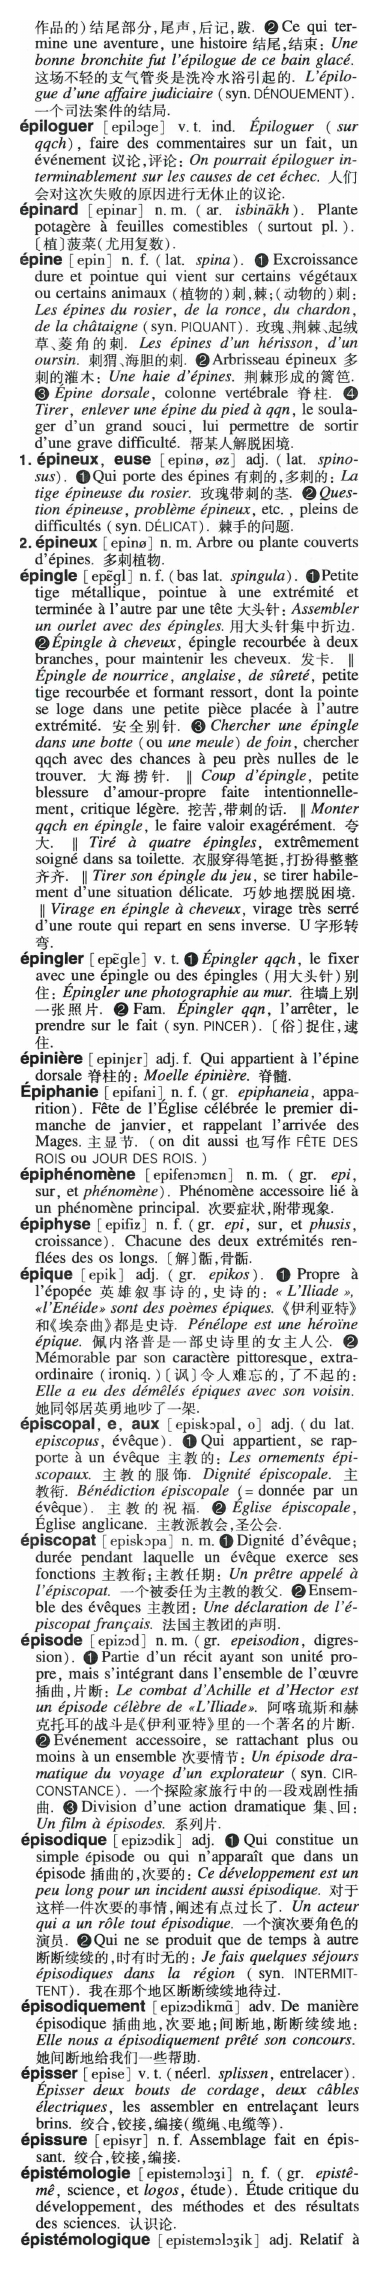 作品的) 结尾部分,尾声,后记,跋. ❷ Ce qui ter-
mine une aventure, une histoire 结尾,结束: Une
bonne bronchite fut l'épilogue de ce bain glacé.
这场不轻的支气管炎是洗冷水浴引起的. L'épilo-
gue d'une affaire judiciaire (syn. DÉNOUEMENT).
一个司法案件的结局.
épiloguer [epilɔge] v. t. ind. Épiloguer ( sur
qqch), faire des commentaires sur un fait, un
événement 议论,评论: On pourrait épiloguer in-
terminablement sur les causes de cet échec. 人们
会对这次失败的原因进行无休止的议论.
épinard [epinar] n. m. ( ar. isbinākh). Plante
potagère à feuilles comestibles ( surtout pl. ).
〔植〕菠菜(尤用复数).
épine [epin] n. f. (lat. spina). ❶ Excroissance
dure et pointue qui vient sur certains végétaux
ou certains animaux (植物的)刺,棘;(动物的)刺:
Les épines du rosier, de la ronce, du chardon,
de la châtaigne (syn. PIQUANT). 玫瑰、荆棘、起绒
草、菱角的刺. Les épines d'un hérisson, d'un
oursin. 刺猬、海胆的刺. ❷ Arbrisseau épineux 多
刺的灌木: Une haie d'épines. 荆棘形成的篱笆.
❸ Épine dorsale, colonne vertébrale 脊柱. ❹
Tirer, enlever une épine du pied à qqn, le soula-
ger d'un grand souci, lui permettre de sortir
d'une grave difficulté. 帮某人解脱困境.
1. épineux, euse [epinø, øz] adj. ( lat. spino-
sus). ❶ Qui porte des épines 有刺的,多刺的: La
tige épineuse du rosier. 玫瑰带刺的茎. ❷ Ques-
tion épineuse, problème épineux, etc. , pleins de
difficultés (syn. DÉLICAT). 棘手的问题.
2. épineux [epinø] n. m. Arbre ou plante couverts
d'épines. 多刺植物.
épingle [epɛ̃gl] n. f. (bas lat. spingula). ❶ Petite
tige métallique, pointue à une extrémité et
terminée à l'autre par une tête 大头针: Assembler
un ourlet avec des épingles. 用大头针集中折边.
❷ Épingle à cheveux, épingle recourbée à deux
branches, pour maintenir les cheveux. 发卡. ‖
Épingle de nourrice, anglaise, de sûreté, petite
tige recourbée et formant ressort, dont la pointe
se loge dans une petite pièce placée à l'autre
extrémité. 安全别针. ❸ Chercher une épingle
dans une botte (ou une meule) de foin, chercher
qqch avec des chances à peu près nulles de le
trouver. 大海捞针. ‖ Coup d'épingle, petite
blessure d'amour-propre faite intentionnelle-
ment, critique légère. 挖苦,带刺的话. ‖ Monter
qqch en épingle, le faire valoir exagérément. 夸
大. ‖ Tiré à quatre épingles, extrêmement
soigné dans sa toilette. 衣服穿得笔挺,打扮得整整
齐齐. ‖ Tirer son épingle du jeu, se tirer habile-
ment d'une situation délicate. 巧妙地摆脱困境.
‖ Virage en épingle à cheveux, virage très serré
d'une route qui repart en sens inverse. U 字形转
弯.
épingler [epɛ̃gle] v. t. ❶ Épingler qqch, le fixer
avec une épingle ou des épingles (用大头针)别
住: Épingler une photographie au mur. 往墙上别
一张照片. ❷ Fam. Épingler qqn, l'arrêter, le
prendre sur le fait (syn. PINCER). 〔俗〕捉住,逮
住.
épinière [epinjɛr] adj. f. Qui appartient à l'épine
dorsale 脊柱的: Moelle épinière. 脊髓.
Épiphanie [epifani] n. f. (gr. epiphaneia, appa-
rition). Fête de l'Église célébrée le premier di-
manche de janvier, et rappelant l'arrivée des
Mages. 主显节. (on dit aussi 也写作 FÊTE DES
ROIS ou JOUR DES ROIS. )
épiphénomène [epifenɔmɛn] n. m. ( gr. epi,
sur, et phénomène). Phénomène accessoire lié à
un phénomène principal. 次要症状,附带现象.
épiphyse [epifiz] n. f. (gr. epi, sur, et phusis,
croissance). Chacune des deux extrémités ren-
flées des os longs. 〔解〕骺,骨骺.
épique [epik] adj. ( gr. epikos). ❶ Propre à
l'épopée 英雄叙事诗的,史诗的: « L'Iliade »,
«l'Enéide» sont des poèmes épiques. 《伊利亚特》
和《埃奈曲》都是史诗. Pénélope est une héroïne
épique. 佩内洛普是一部史诗里的女主人公. ❷
Mémorable par son caractère pittoresque, extra-
ordinaire (ironiq. )〔讽〕令人难忘的,了不起的:
Elle a eu des démêlés épiques avec son voisin.
她同邻居英勇地吵了一架.
épiscopal, e, aux [episkɔpal, o] adj. (du lat.
episcopus, évêque). ❶ Qui appartient, se rap-
porte à un évêque 主教的: Les ornements épi-
scopaux. 主教的服饰. Dignité épiscopale. 主
教衔. Bénédiction épiscopale (= donnée par un
évêque). 主教的祝福. ❷ Église épiscopale,
Église anglicane. 主教派教会,圣公会.
épiscopat [episkɔpa] n. m. ❶ Dignité d'évêque;
durée pendant laquelle un évêque exerce ses
fonctions 主教衔;主教任期: Un prêtre appelé à
l'épiscopat. 一个被委任为主教的教父. ❷ Ensem-
ble des évêques 主教团: Une déclaration de l'é-
piscopat français. 法国主教团的声明.
épisode [epizɔd] n. m. ( gr. epeisodion, digres-
sion). ❶ Partie d'un récit ayant son unité pro-
pre, mais s'intégrant dans l'ensemble de l'œuvre
插曲,片断: Le combat d'Achille et d'Hector est
un épisode célèbre de «L'Iliade». 阿喀琉斯和赫
克托耳的战斗是《伊利亚特》里的一个著名的片断.
❷ Événement accessoire, se rattachant plus ou
moins à un ensemble 次要情节: Un épisode dra-
matique du voyage d'un explorateur ( syn. CIR-
CONSTANCE). 一个探险家旅行中的一段戏剧性插
曲. ❸ Division d'une action dramatique 集、回:
Un film à épisodes. 系列片.
épisodique [epizɔdik] adj. ❶ Qui constitue un
simple épisode ou qui n'apparaît que dans un
épisode 插曲的,次要的: Ce développement est un
peu long pour un incident aussi épisodique. 对于
这样一件次要的事情,阐述有点过长了. Un acteur
qui a un rôle tout épisodique. 一个演次要角色的
演员. ❷ Qui ne se produit que de temps à autre
断断续续的,时有时无的: Je fais quelques séjours
épisodiques dans la région ( syn. INTERMIT-
TENT). 我在那个地区断断续续地待过.
épisodiquement [epizɔdikmɑ̃] adv. De manière
épisodique 插曲地,次要地;间断地,断断续续地:
Elle nous a épisodiquement prêté son concours.
她间断地给我们一些帮助.
épisser [epise] v. t. (néerl. splissen, entrelacer).
Épisser deux bouts de cordage, deux câbles
électriques, les assembler en entrelaçant leurs
brins. 绞合,铰接,编接(缆绳、电缆等).
épissure [episyr] n. f. Assemblage fait en épis-
sant. 绞合,铰接,编接.
épistémologie [epistemɔlɔʒi] n. f. ( gr. epistê-
mê, science, et logos, étude). Étude critique du
développement, des méthodes et des résultats
des sciences. 认识论.
épistémologique [epistemɔlɔʒik] adj. Relatif à